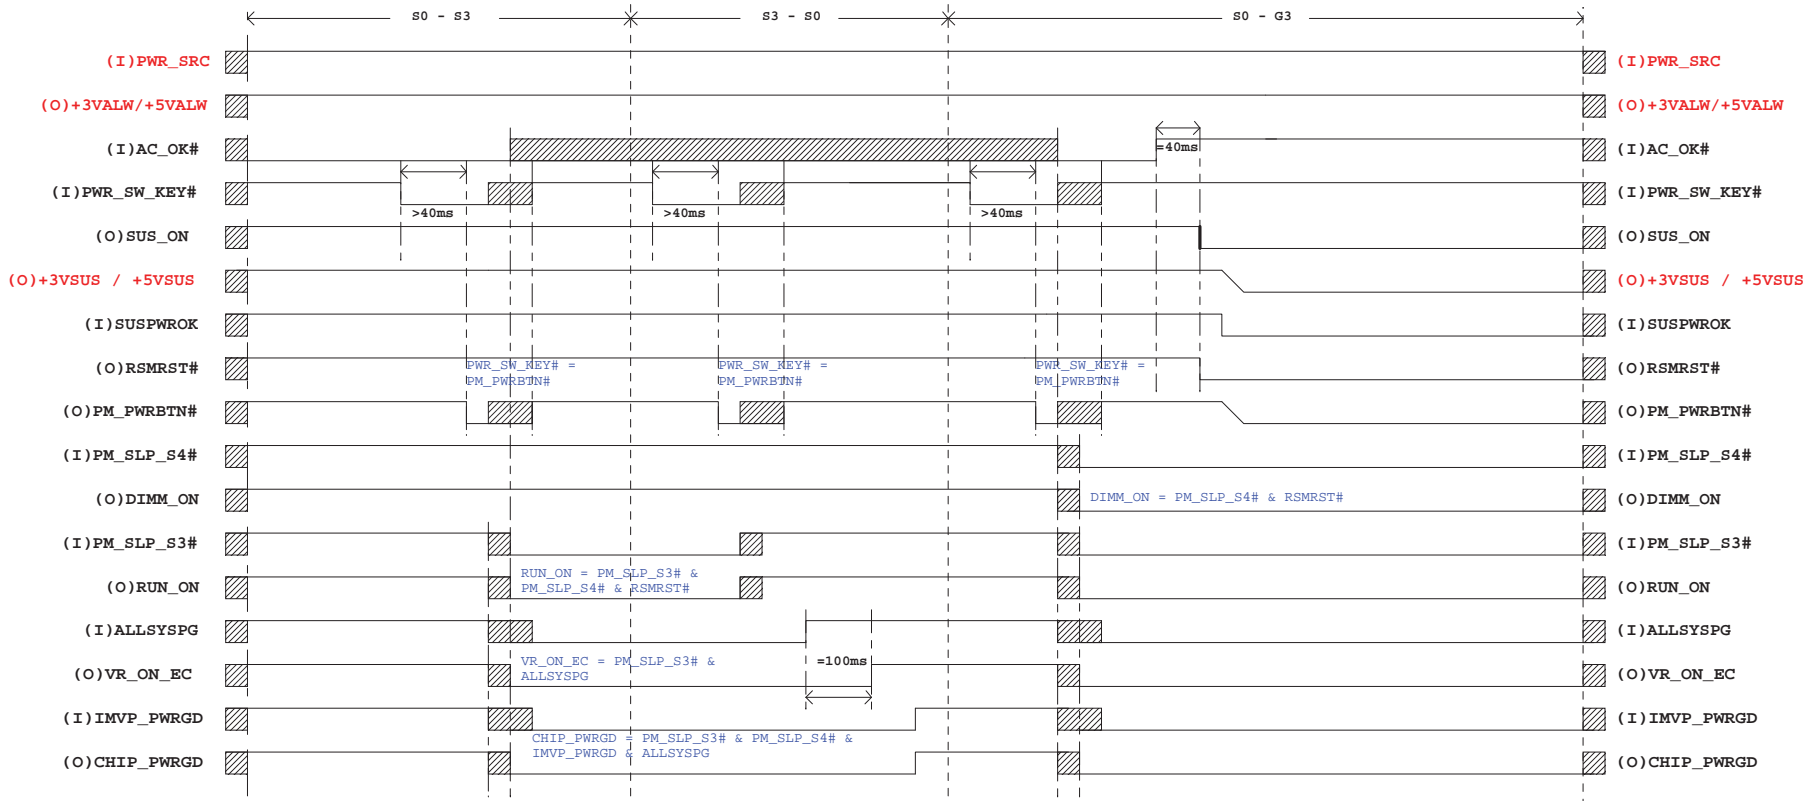 S0 - S3 S3 - S0 S0 - G3
(I)PWR_SRC (I)PWR_SRC
(O)+3VALW/+5VALW (O)+3VALW/+5VALW
(I)AC_OK# =40ms (I)AC_OK#
(I)PWR_SW_KEY# (I)PWR_SW_KEY#
>40ms >40ms >40ms
(O)SUS_ON (O)SUS_ON
(O)+3VSUS / +5VSUS (O)+3VSUS / +5VSUS
(I)SUSPWROK (I)SUSPWROK
(O)RSMRST# (O)RSMRST#
PWR_SW_KEY# = PWR_SW_KEY# = PWR_SW_KEY# =
PM_PWRBTN# PM_PWRBTN# PM_PWRBTN#
(O)PM_PWRBTN# (O)PM_PWRBTN#
(I)PM_SLP_S4# (I)PM_SLP_S4#
(O)DIMM_ON DIMM_ON = PM_SLP_S4# & RSMRST# (O)DIMM_ON
(I)PM_SLP_S3# (I)PM_SLP_S3#
RUN_ON = PM_SLP_S3# &
(O)RUN_ON PM_SLP_S4# & RSMRST# (O)RUN_ON
(I)ALLSYSPG (I)ALLSYSPG
VR_ON_EC = PM_SLP_S3# & =100ms
(O)VR_ON_EC ALLSYSPG (O)VR_ON_EC
(I)IMVP_PWRGD (I)IMVP_PWRGD
CHIP_PWRGD = PM_SLP_S3# & PM_SLP_S4# &
IMVP_PWRGD & ALLSYSPG
(O)CHIP_PWRGD (O)CHIP_PWRGD